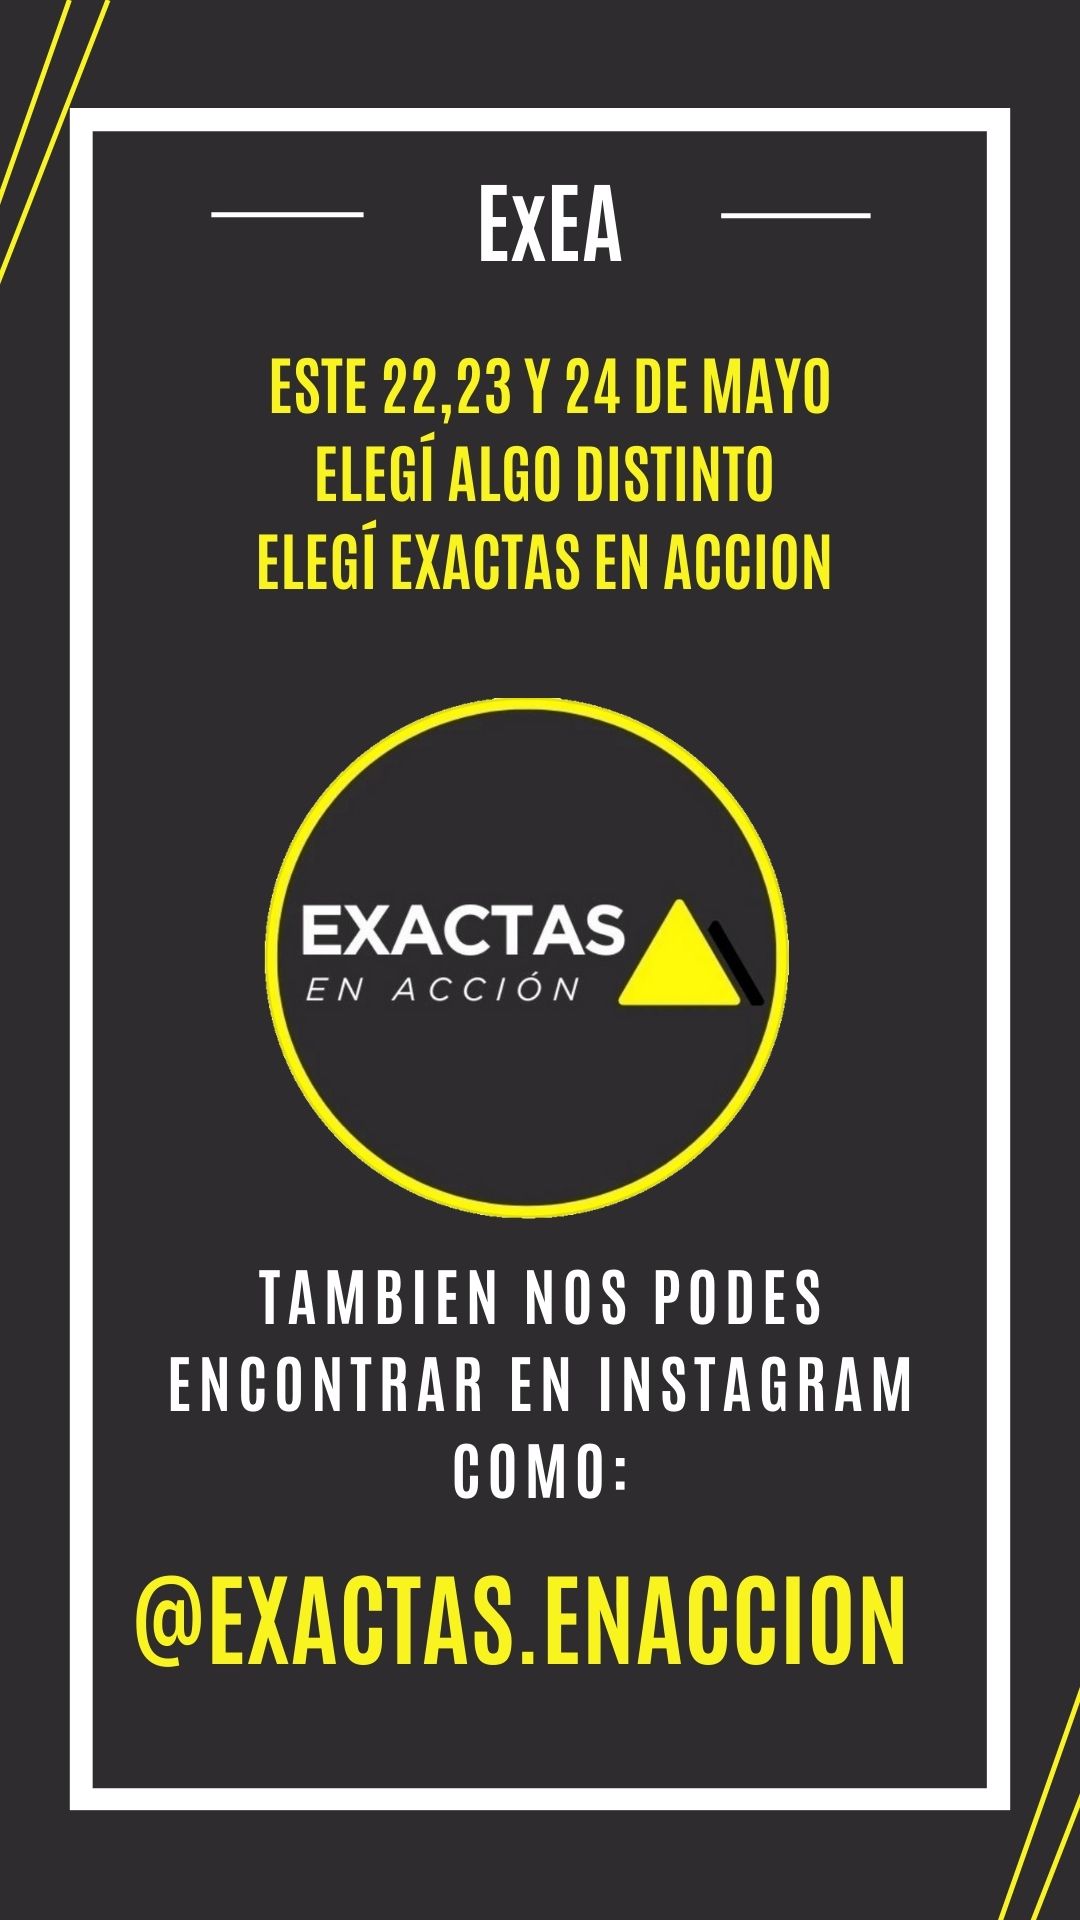 ExEA
ESTE 22,23 Y 24 DE MAYO
ELEGÍ ALGO DISTINTO
ELEGÍ EXACTAS EN ACCION
EXACTAS
EN ACCIÓN
TAMBIEN NOS PODES
ENCONTRAR EN INSTAGRAM
COMO:
@EXACTAS.ENACCION